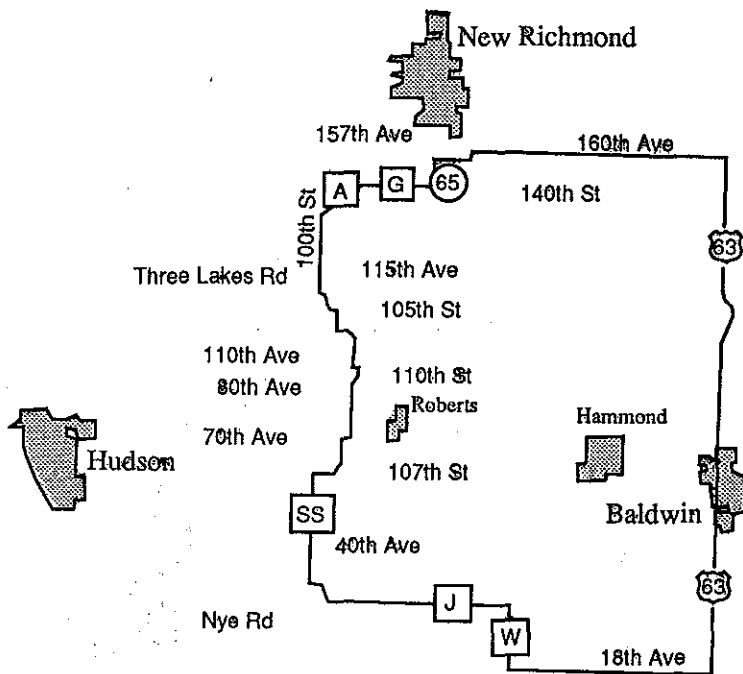 New Richmond
157th Ave
160th Ave
A
G
65
140th St
100th St
63
Three Lakes Rd
115th Ave
105th St
110th Ave
80th Ave
110th St
Roberts
Hammond
70th Ave
Hudson
107th St
SS
Baldwin
40th Ave
63
J
Nye Rd
W
18th Ave